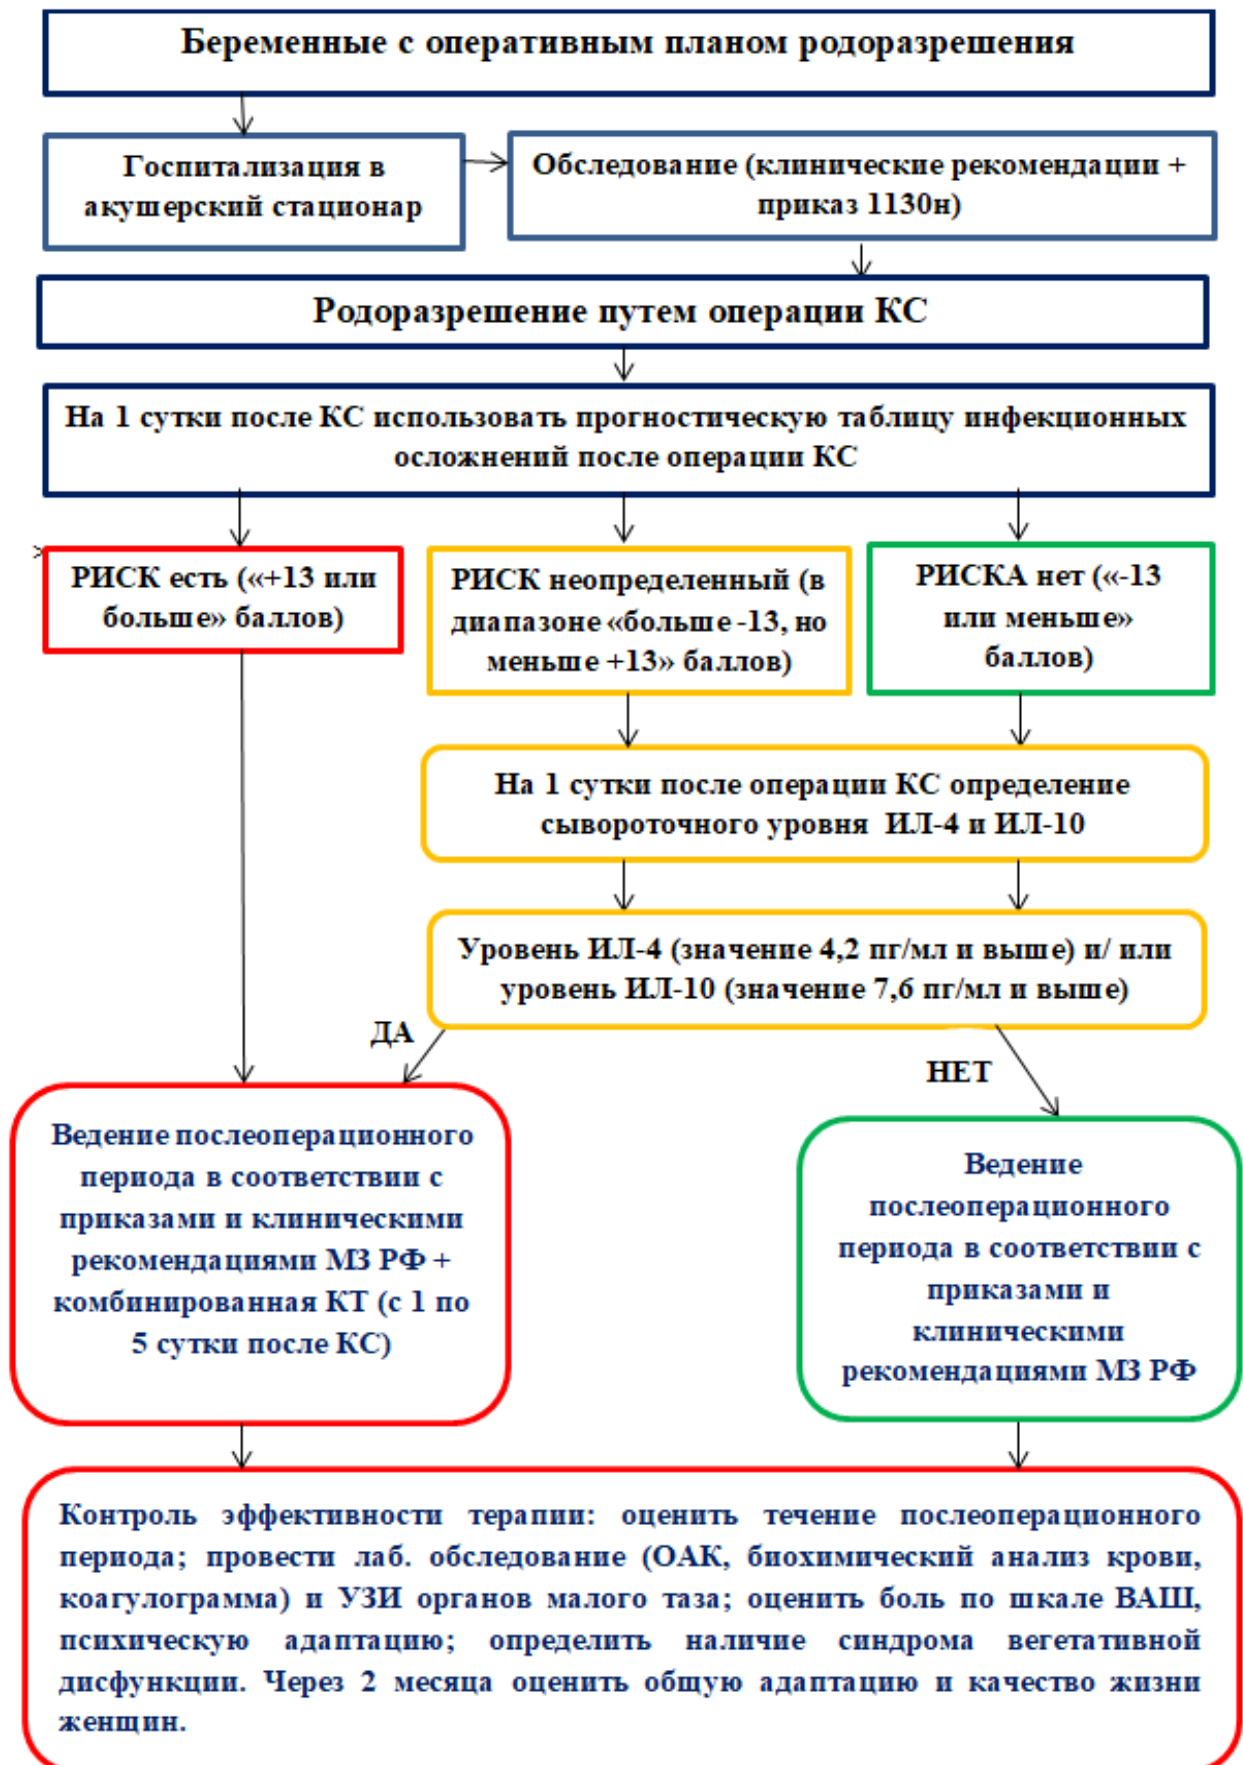 Беременные с оперативным планом родоразрешения
Госпитализация в
акушерский стационар
Обследование (клинические рекомендации +
приказ 1130н)
Родоразрешение путем операции КС
На 1 сутки после КС использовать прогностическую таблицу инфекционных
осложнений после операции КС
РИСК есть («+13 или
больше» баллов)
РИСК неопределенный (в
диапазоне «больше -13, но
меньше +13» баллов)
РИСКА нет («-13
или меньше»
баллов)
На 1 сутки после операции КС определение
сывороточного уровня ИЛ-4 и ИЛ-10
Уровень ИЛ-4 (значение 4,2 пг/мл и выше) и/ или
уровень ИЛ-10 (значение 7,6 пг/мл и выше)
ДА
НЕТ
Ведение послеоперационного
периода в соответствии с
приказами и клиническими
рекомендациями МЗ РФ +
комбинированная КТ (с 1 по
5 сутки после КС)
Ведение
послеоперационного
периода в соответствии с
приказами и
клиническими
рекомендациями МЗ РФ
Контроль эффективности терапии: оценить течение послеоперационного
периода; провести лаб. обследование (ОАК, биохимический анализ крови,
коагулограмма) и УЗИ органов малого таза; оценить боль по шкале ВАШ,
психическую адаптацию; определить наличие синдрома вегетативной
дисфункции. Через 2 месяца оценить общую адаптацию и качество жизни
женщин.